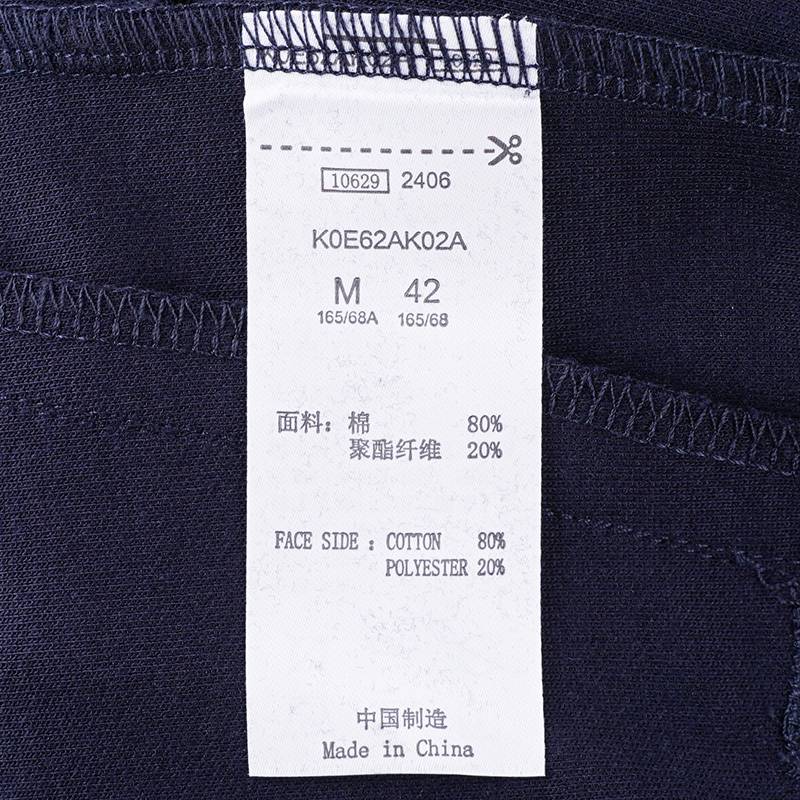 10629 2406
K0E62AK02A
M 42
165/68A 165/68
面料：棉 80%
聚酯纤维 20%
FACE SIDE : COTTON 80%
POLYESTER 20%
中国制造
Made in China